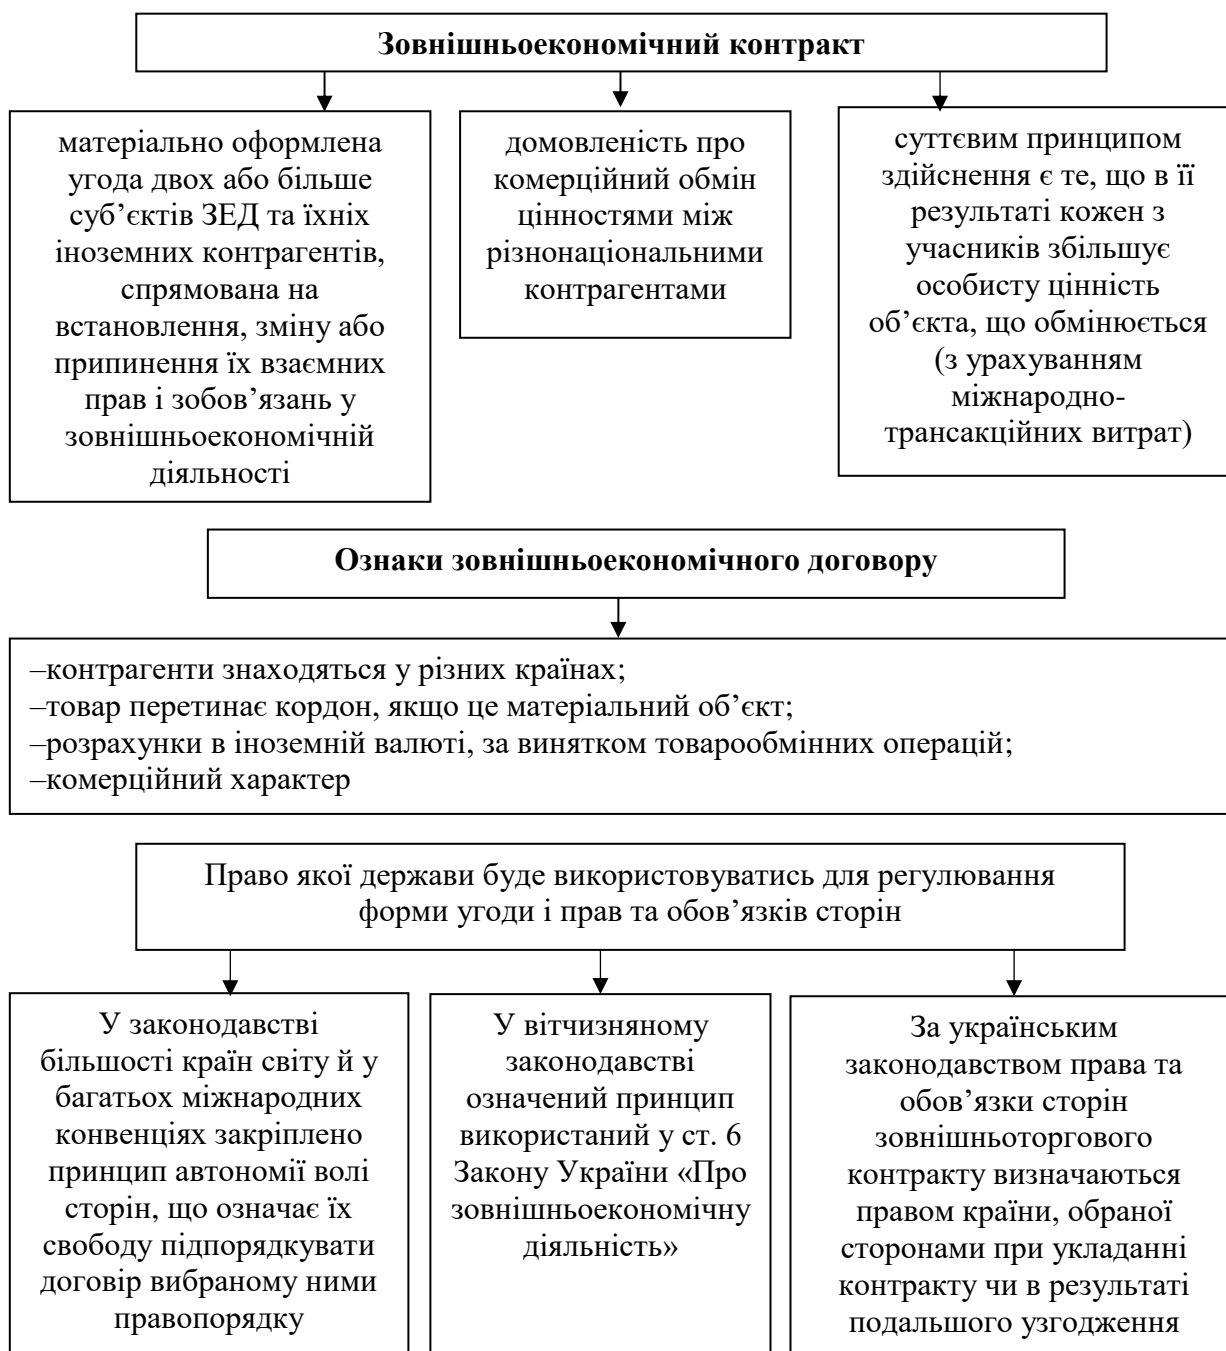 Зовнішньоекономічний контракт
матеріально оформлена
угода двох або більше
суб’єктів ЗЕД та їхніх
іноземних контрагентів,
спрямована на
встановлення, зміну або
припинення їх взаємних
прав і зобов’язань у
зовнішньоекономічній
діяльності
домовленість про
комерційний обмін
цінностями між
різнонаціональними
контрагентами
суттєвим принципом
здійснення є те, що в її
результаті кожен з
учасників збільшує
особисту цінність
об’єкта, що обмінюється
(з урахуванням
міжнародно-
трансакційних витрат)
Ознаки зовнішньоекономічного договору
–контрагенти знаходяться у різних країнах;
–товар перетинає кордон, якщо це матеріальний об’єкт;
–розрахунки в іноземній валюті, за винятком товарообмінних операцій;
–комерційний характер
Право якої держави буде використовуватись для регулювання
форми угоди і прав та обов’язків сторін
У законодавстві
більшості країн світу й у
багатьох міжнародних
конвенціях закріплено
принцип автономії волі
сторін, що означає їх
свободу підпорядкувати
договір вибраному ними
правопорядку
У вітчизняному
законодавстві
означений принцип
використаний у ст. 6
Закону України «Про
зовнішньоекономічну
діяльність»
За українським
законодавством права та
обов’язки сторін
зовнішньоторгового
контракту визначаються
правом країни, обраної
сторонами при укладанні
контракту чи в результаті
подальшого узгодження